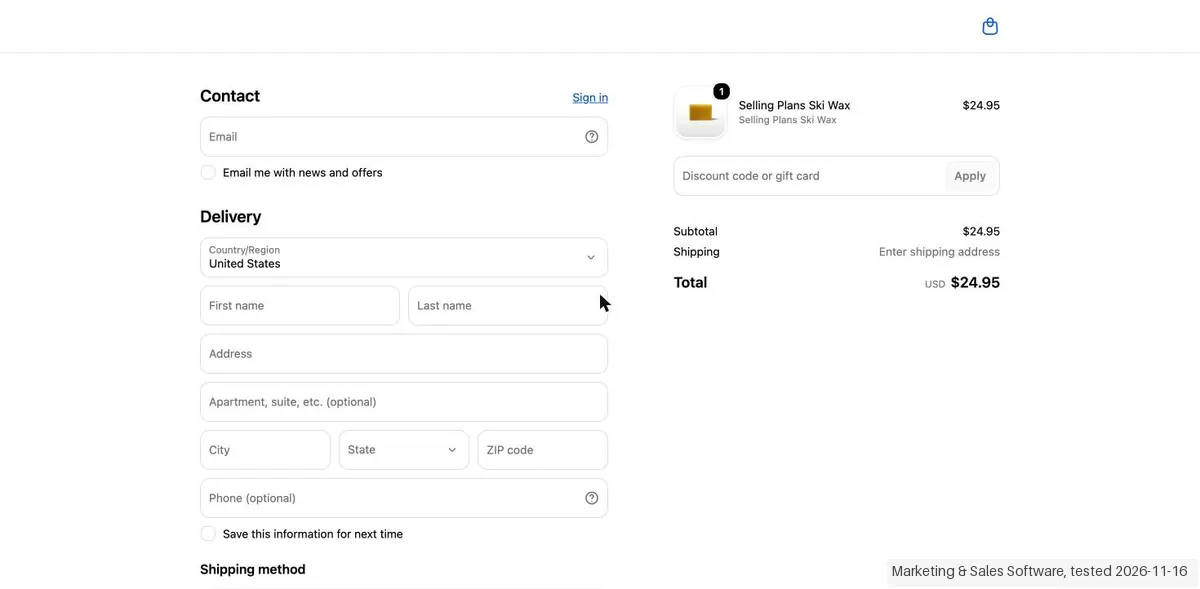 Contact
Sign in
Email
Email me with news and offers
Delivery
Country/Region
United States
First name
Last name
Address
Apartment, suite, etc. (optional)
City
State
ZIP code
Phone (optional)
Save this information for next time
Shipping method
1
Selling Plans Ski Wax
$24.95
Selling Plans Ski Wax
Discount code or gift card
Apply
Subtotal
$24.95
Shipping
Enter shipping address
Total
USD $24.95
Marketing & Sales Software, tested 2026-11-16